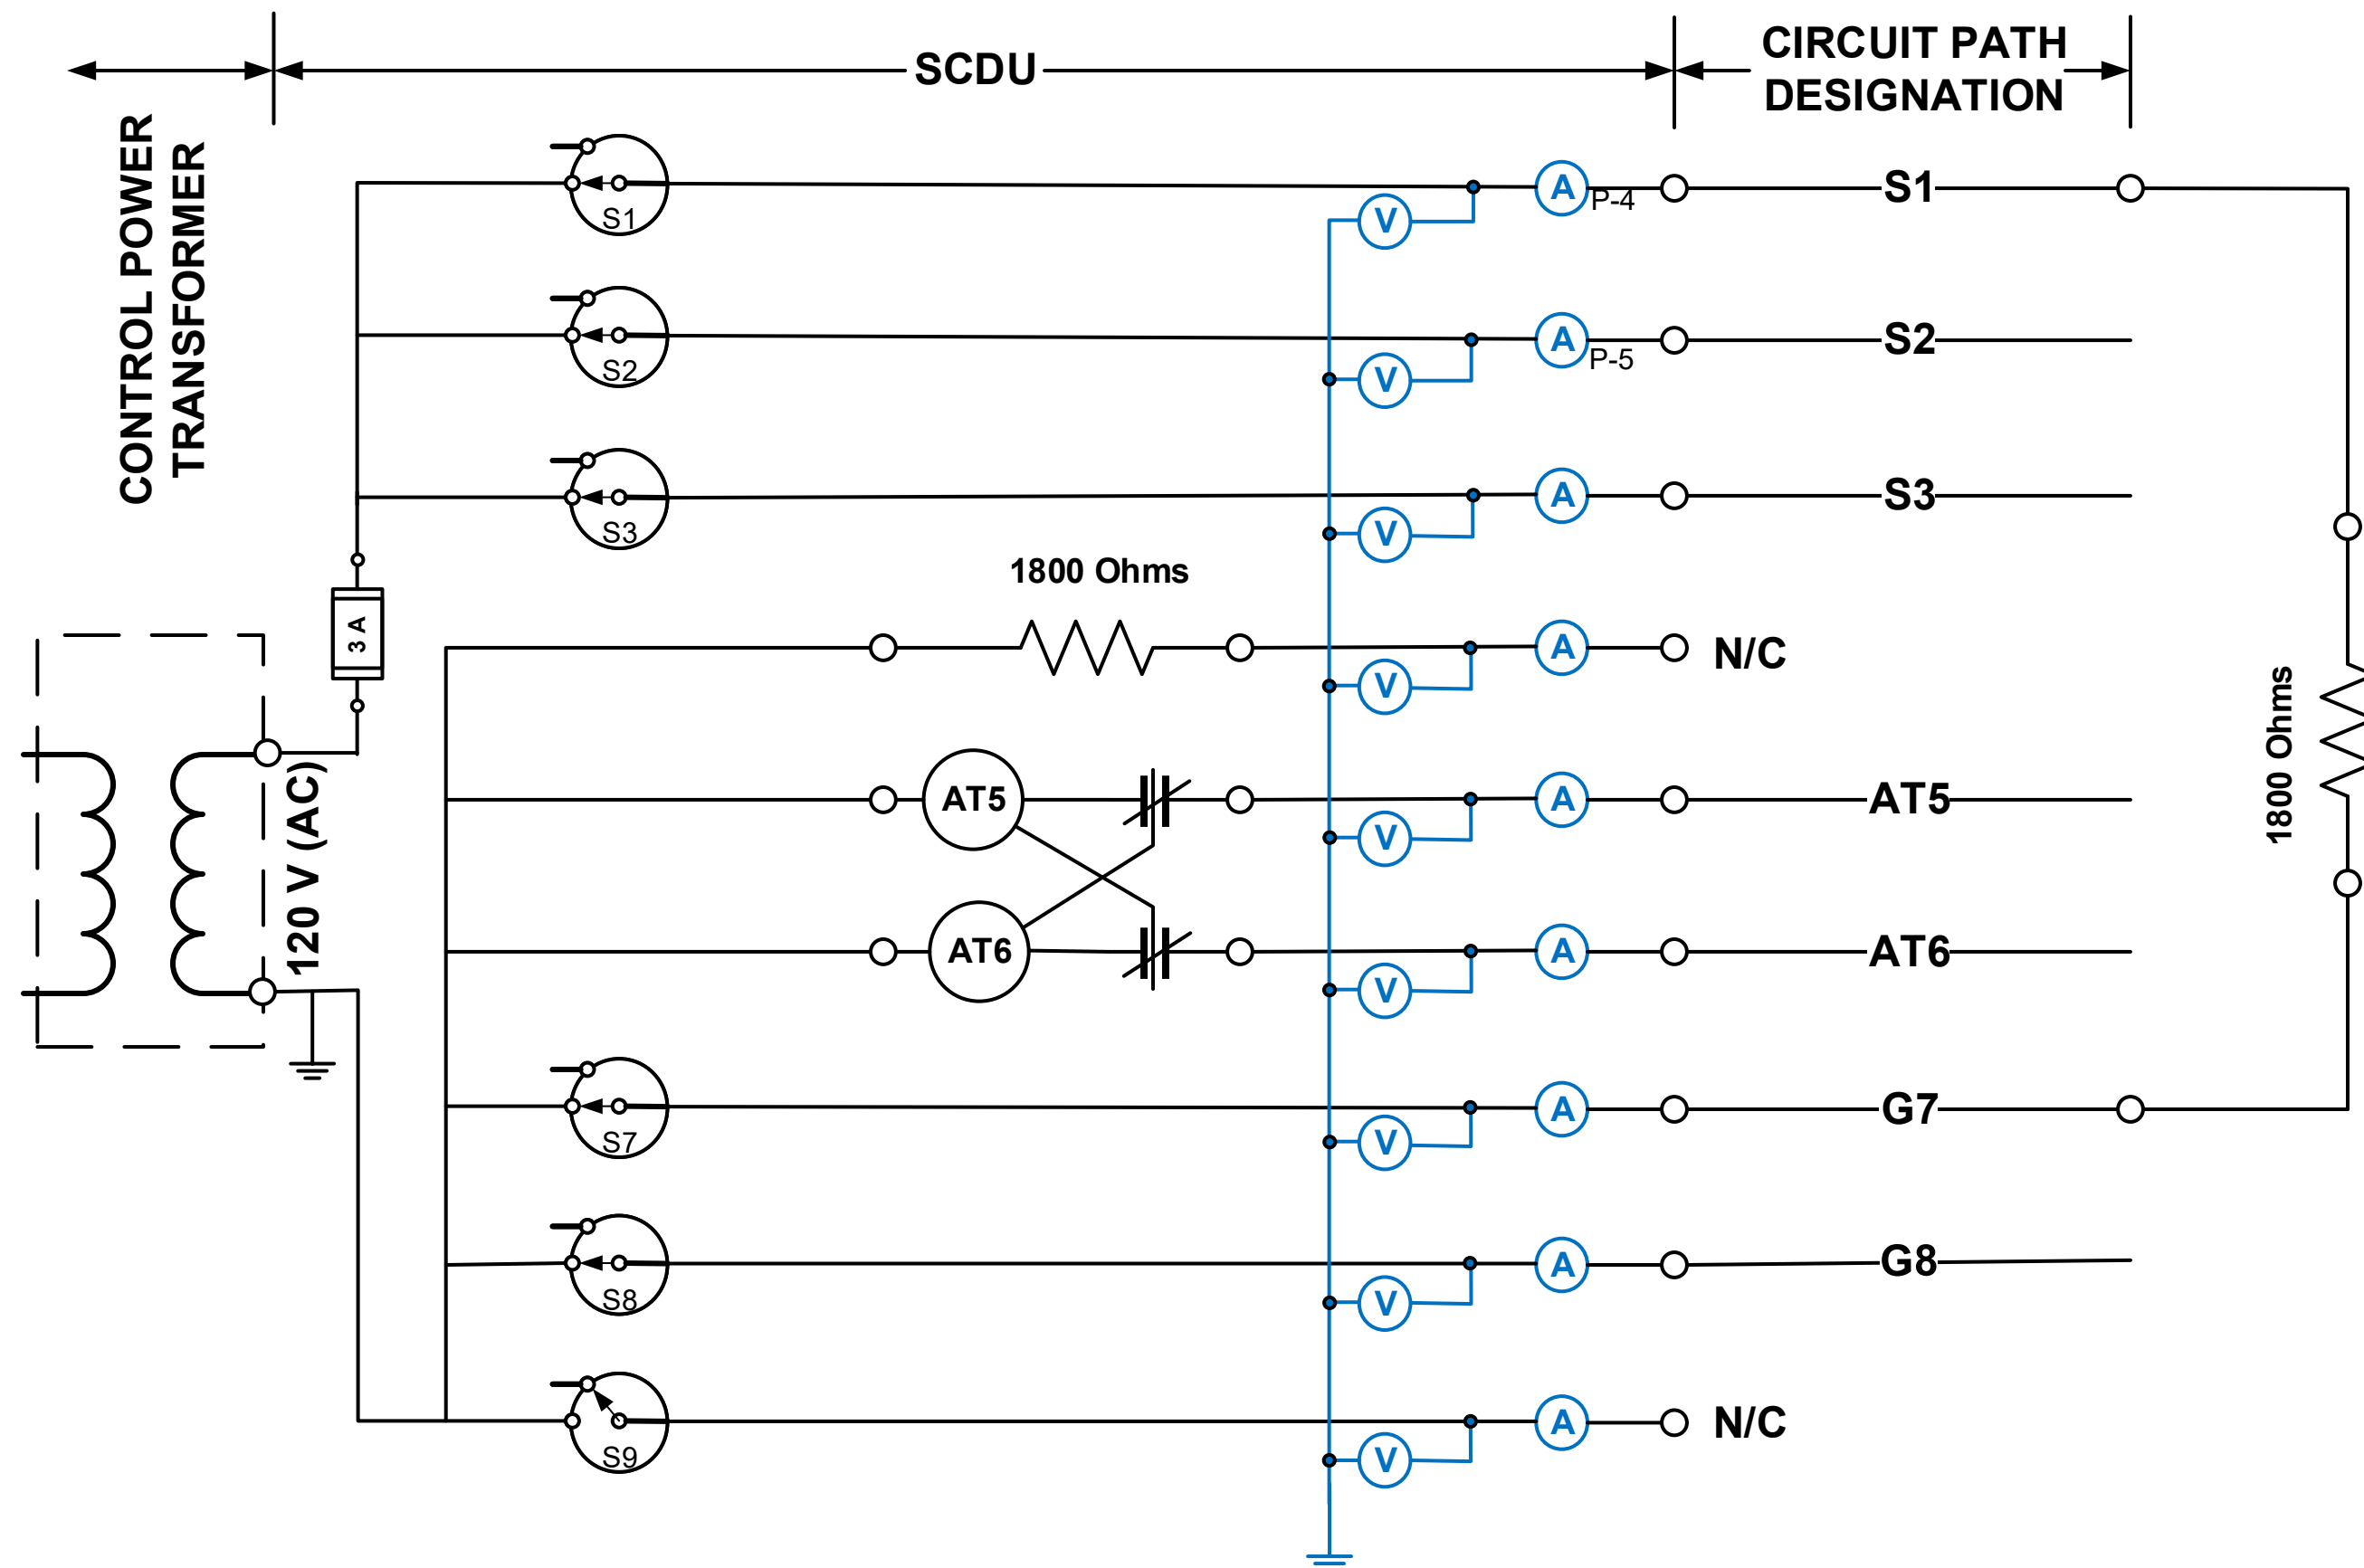 SCDU
CIRCUIT PATH
DESIGNATION
CONTROL POWER
TRANSFORMER
S1
V
A
P-4
S1
S2
V
A
P-5
S2
S3
V
A
S3
1800 Ohms
3 A
V
A
N/C
120 V (AC)
AT5
V
A
AT5
1800 Ohms
AT6
V
A
AT6
S7
V
A
G7
S8
V
A
G8
S9
V
A
N/C